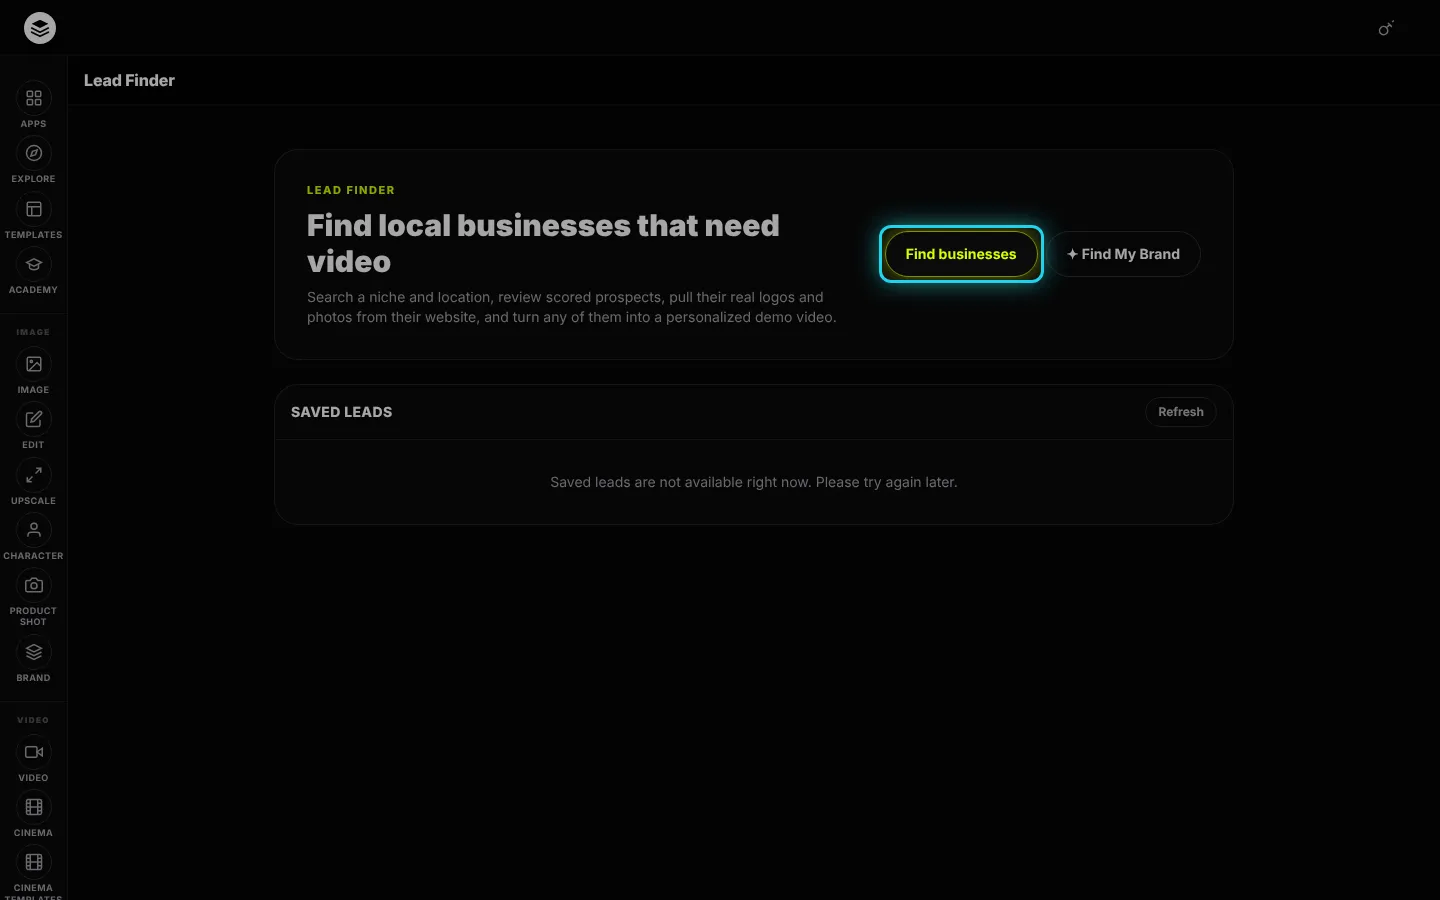 Lead Finder
APPS
EXPLORE
TEMPLATES
ACADEMY
IMAGE
IMAGE
EDIT
UPSCALE
CHARACTER
PRODUCT
SHOT
BRAND
VIDEO
VIDEO
CINEMA
CINEMA
TEMPLATES
LEAD FINDER
Find local businesses that need
video
Search a niche and location, review scored prospects, pull their real logos and
photos from their website, and turn any of them into a personalized demo video.
Find businesses
Find My Brand
SAVED LEADS
Refresh
Saved leads are not available right now. Please try again later.